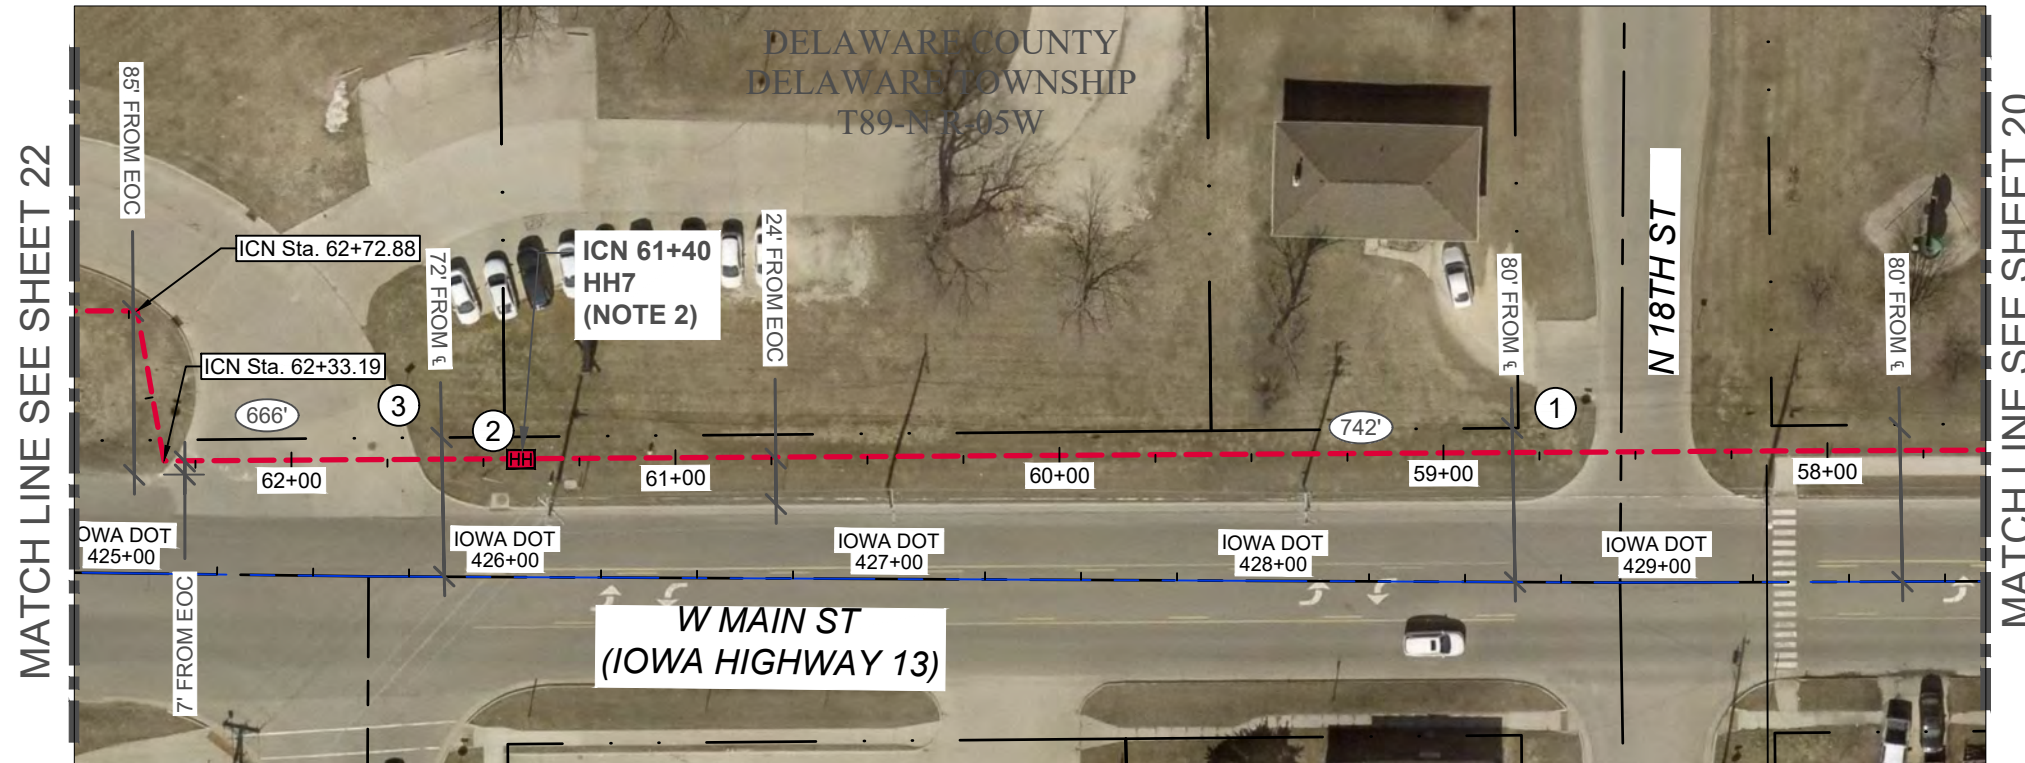 DELAWARE COUNTY
DELAWARE TOWNSHIP
T89-N R-05W
MATCH LINE SEE SHEET 22
85' FROM EOC
ICN Sta. 62+72.88
ICN Sta. 62+33.19
666'
3
72' FROM ℄
2
ICN 61+40
HH7
(NOTE 2)
HH
24' FROM EOC
742'
80' FROM ℄
1
N 18TH ST
80' FROM ℄
MATCH LINE SEE SHEET 20
62+00
61+00
60+00
59+00
58+00
OWA DOT
425+00
IOWA DOT
426+00
IOWA DOT
427+00
IOWA DOT
428+00
IOWA DOT
429+00
7' FROM EOC
W MAIN ST
(IOWA HIGHWAY 13)